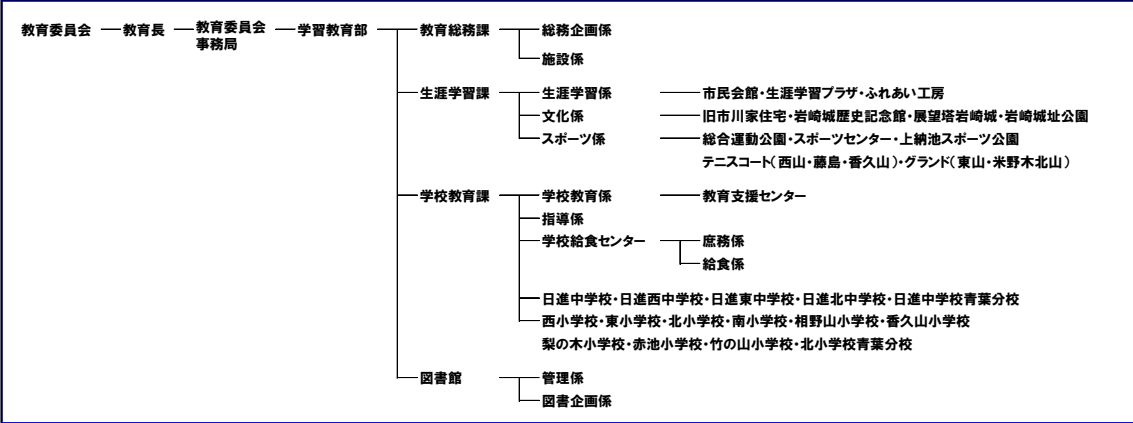 教育委員会 教育長 教育委員会事務局 学習教育部 教育総務課 総務企画係
施設係
生涯学習課 生涯学習係 市民会館・生涯学習プラザ・ふれあい工房
文化係 旧市川家住宅・岩崎城歴史記念館・展望塔岩崎城・岩崎城址公園
スポーツ係 総合運動公園・スポーツセンター・上納池スポーツ公園
テニスコート(西山・藤島・香久山)・グランド(東山・米野木北山)
学校教育課 学校教育係 教育支援センター
指導係
学校給食センター 庶務係
給食係
日進中学校・日進西中学校・日進東中学校・日進北中学校・日進中学校青葉分校
西小学校・東小学校・北小学校・南小学校・相野山小学校・香久山小学校
梨の木小学校・赤池小学校・竹の山小学校・北小学校青葉分校
図書館 管理係
図書企画係